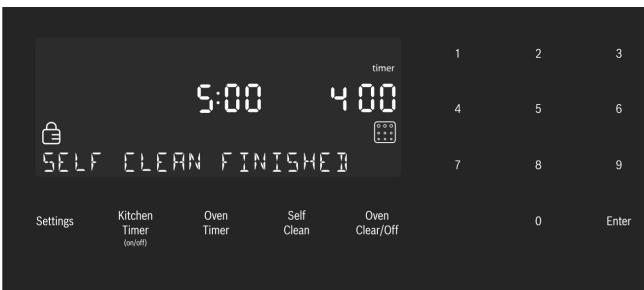 timer
5:00 400
SELF CLEAN FINISHED
Settings
Kitchen
Timer
(on/off)
Oven
Timer
Self
Clean
Oven
Clear/Off
1 2 3
4 5 6
7 8 9
0 Enter